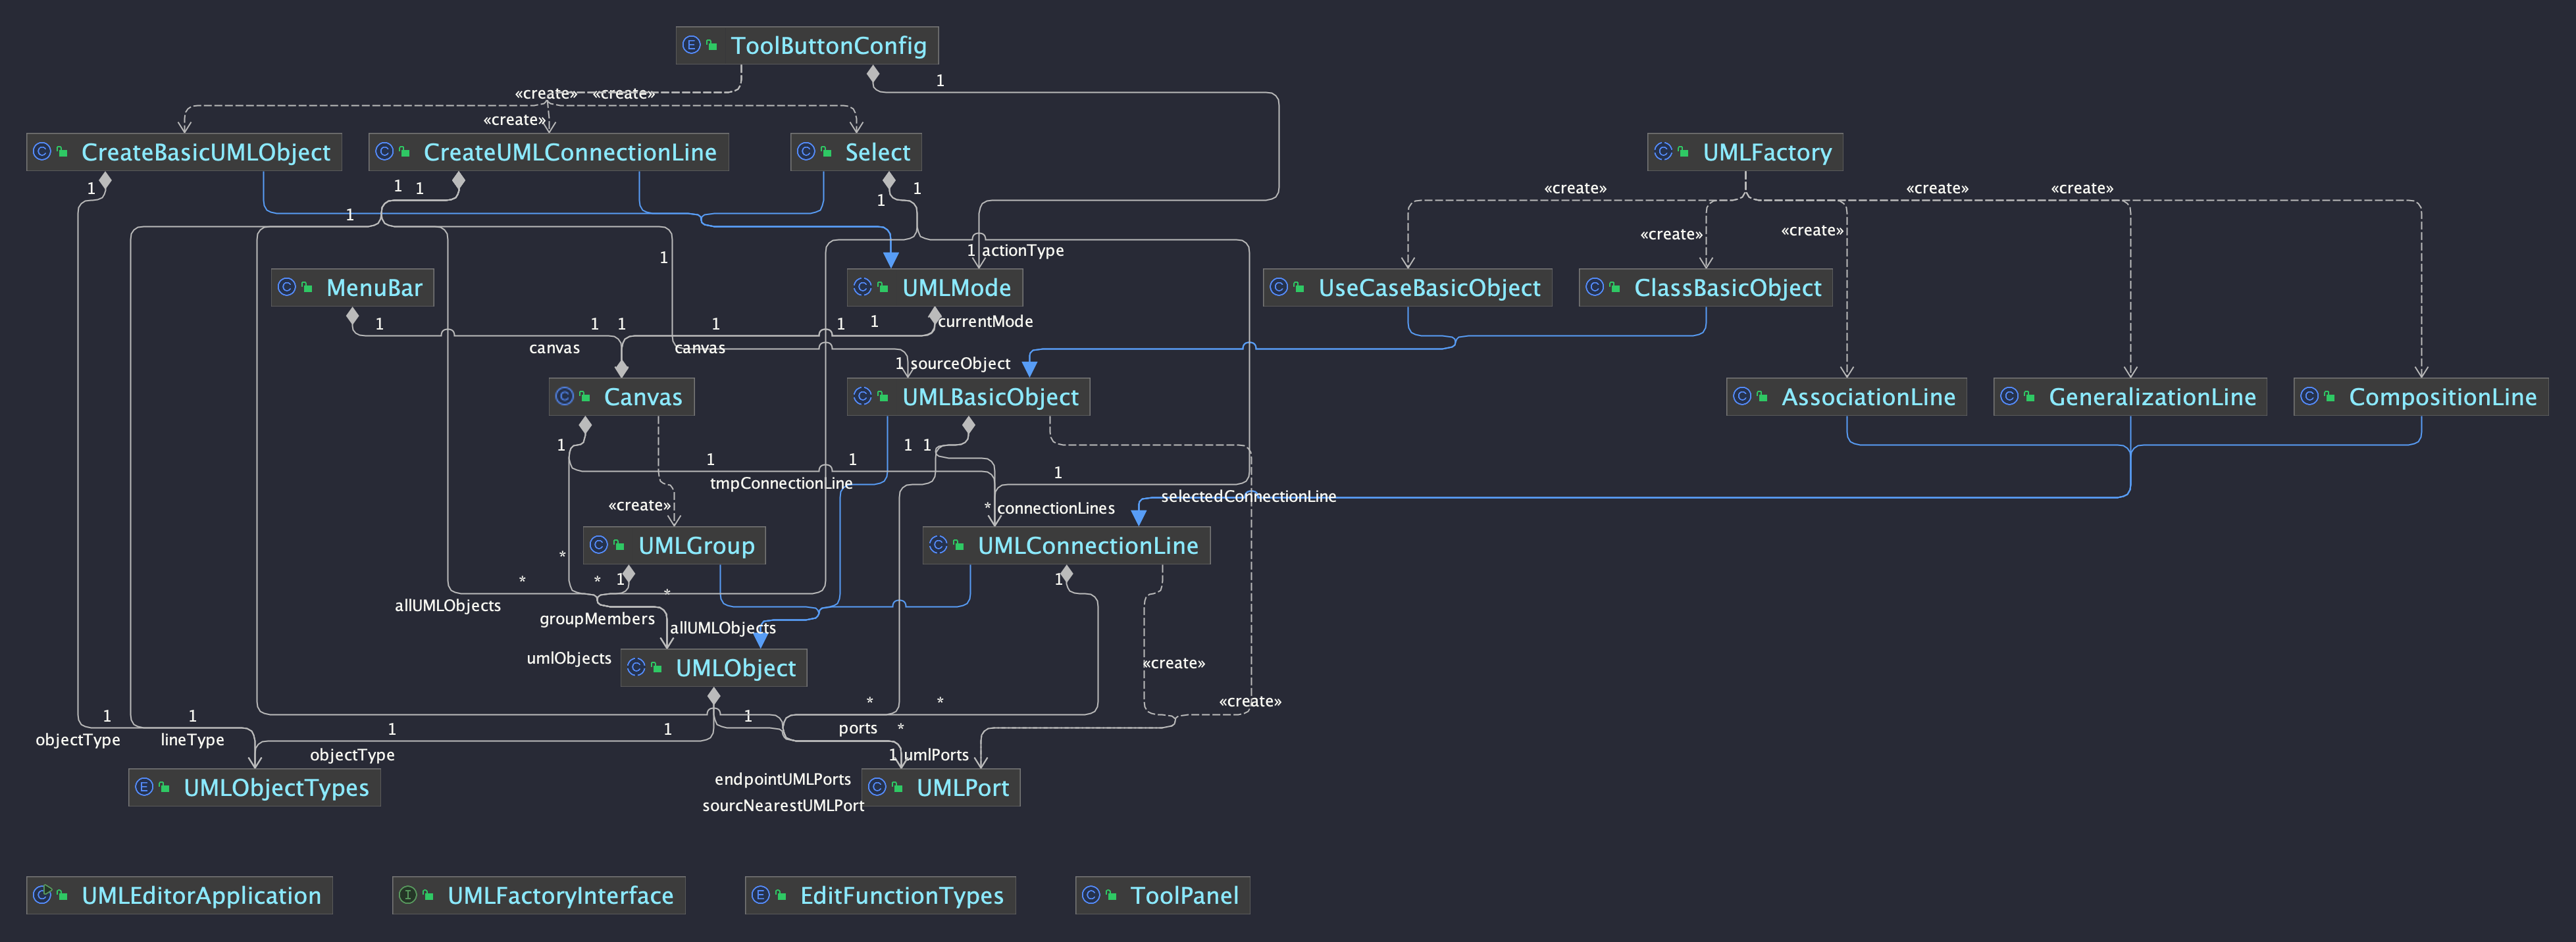 ToolButtonConfig
1
«create» «create»
«create»
CreateBasicUMLObject
CreateUMLConnectionLine
Select
UMLFactory
1
1 1
1
«create»
«create»
«create»
1
1
«create»
«create»
1
1 actionType
MenuBar
UMLMode
UseCaseBasicObject
ClassBasicObject
1
1 1
1
1
1
currentMode
canvas
canvas
1 sourceObject
Canvas
UMLBasicObject
AssociationLine
GeneralizationLine
CompositionLine
1
1 1
1
1
1
tmpConnectionLine
selectedConnectionLine
«create»
* connectionLines
UMLGroup
UMLConnectionLine
*
*
*
1
1
*
allUMLObjects
groupMembers
allUMLObjects
umlObjects
«create»
UMLObject
*
*
«create»
1
1
1
1
1
ports
*
objectType
lineType
objectType
1 umlPorts
endpointUMLPorts
UMLObjectTypes
UMLPort
sourcNearestUMLPort
UMLEditorApplication
UMLFactoryInterface
EditFunctionTypes
ToolPanel